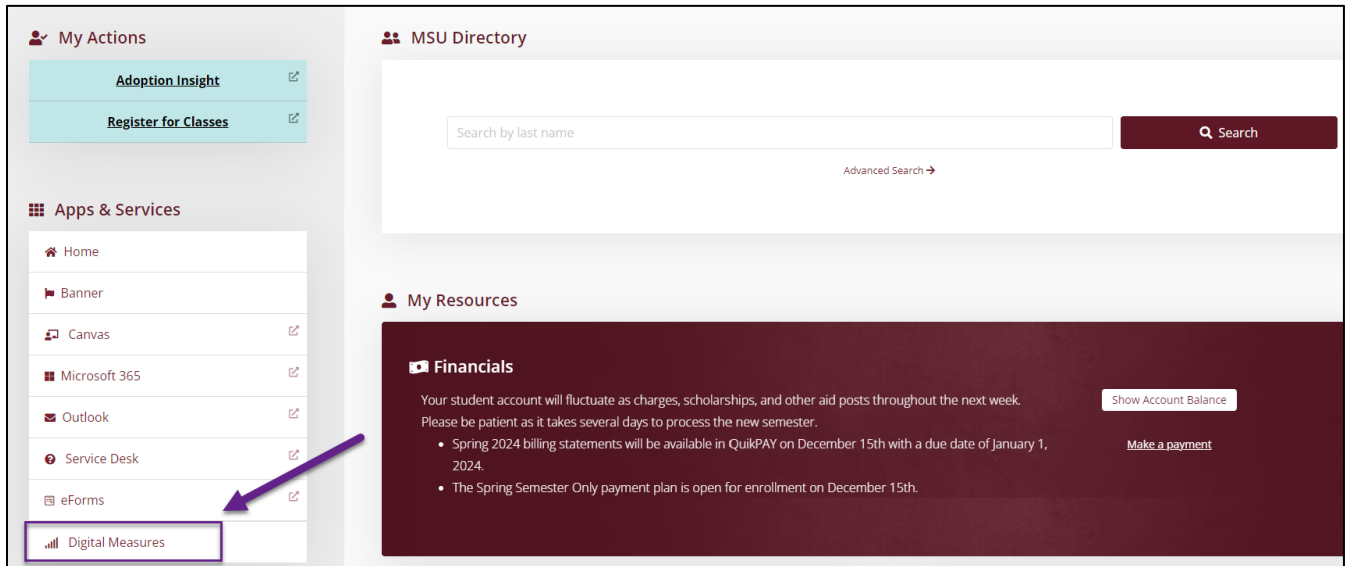 My Actions
Adoption Insight
Register for Classes
Apps & Services
Home
Banner
Canvas
Microsoft 365
Outlook
Service Desk
eForms
Digital Measures
MSU Directory
Search by last name
Search
Advanced Search
My Resources
Financials
Your student account will fluctuate as charges, scholarships, and other aid posts throughout the next week.
Please be patient as it takes several days to process the new semester.
• Spring 2024 billing statements will be available in QuikPAY on December 15th with a due date of January 1,
2024.
• The Spring Semester Only payment plan is open for enrollment on December 15th.
Show Account Balance
Make a payment